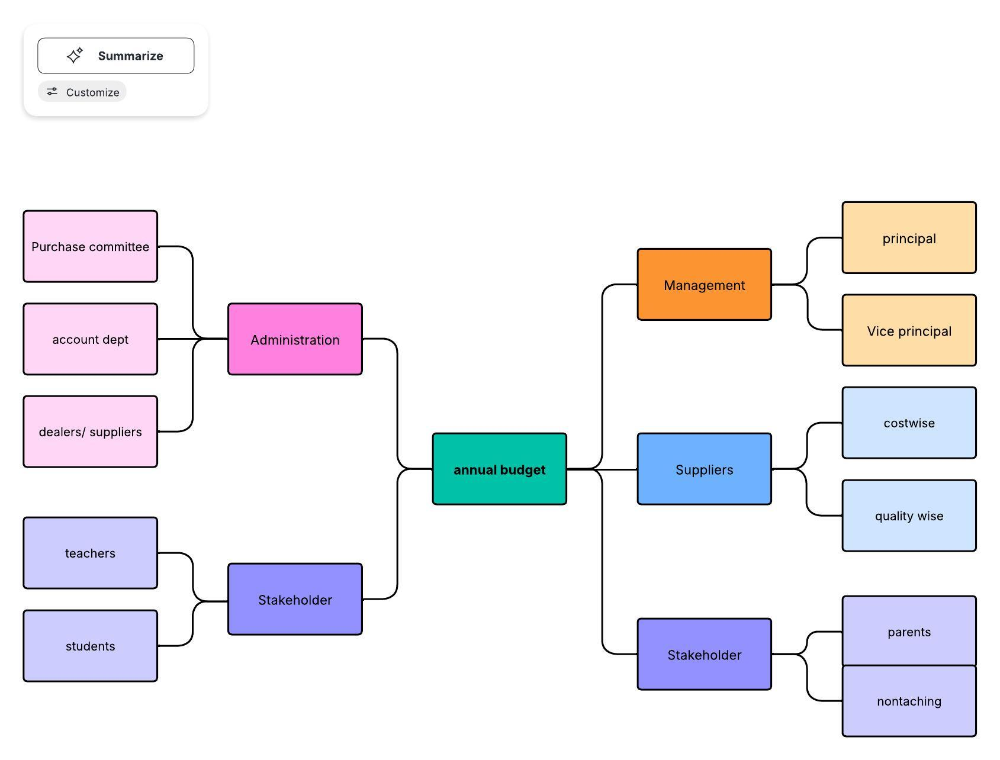 Summarize
Customize
Purchase committee
account dept
dealers/ suppliers
Administration
teachers
students
Stakeholder
annual budget
Management
principal
Vice principal
Suppliers
costwise
quality wise
Stakeholder
parents
nontaching